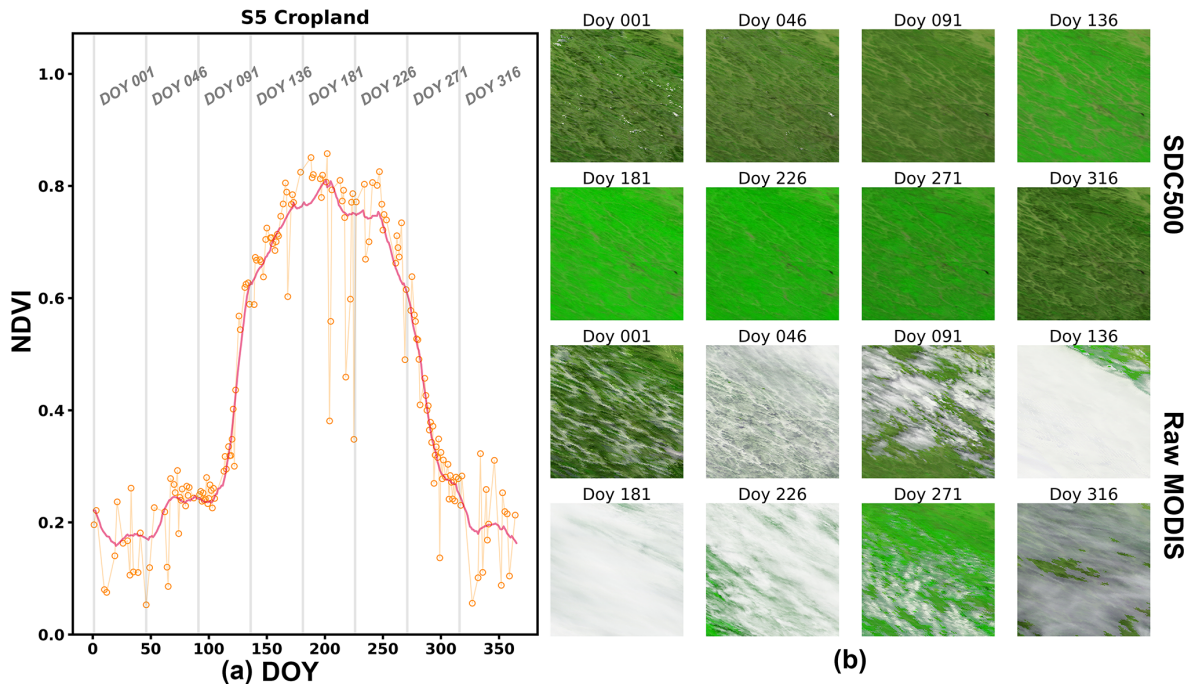 S5 Cropland
NDVI
1.0
0.8
0.6
0.4
0.2
0.0
DOY 001
DOY 046
DOY 091
DOY 136
DOY 181
DOY 226
DOY 271
DOY 316
0 50 100 150 200 250 300 350
(a) DOY
Doy 001 Doy 046 Doy 091 Doy 136
Doy 181 Doy 226 Doy 271 Doy 316
SDC500
Doy 001 Doy 046 Doy 091 Doy 136
Doy 181 Doy 226 Doy 271 Doy 316
Raw MODIS
(b)